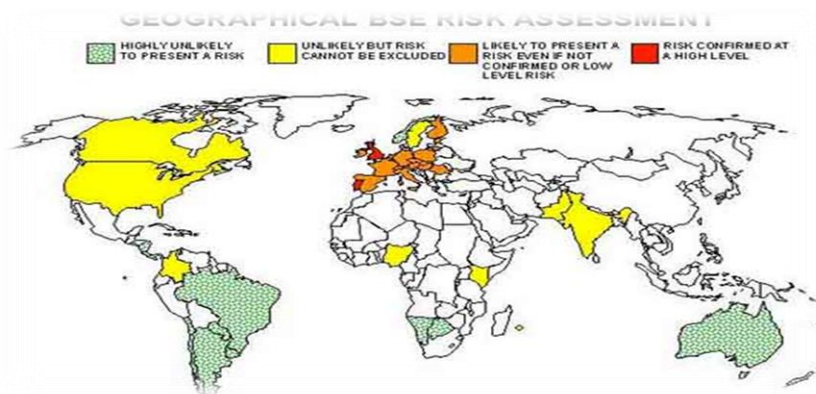 GEOGRAPHICAL BSE RISK ASSESSMENT
HIGHLY UNLIKELY
TO PRESENT A RISK
UNLIKELY BUT RISK
CANNOT BE EXCLUDED
LIKELY TO PRESENT A
RISK EVEN IF NOT
CONFIRMED OR LOW
LEVEL RISK
RISK CONFIRMED AT
A HIGH LEVEL